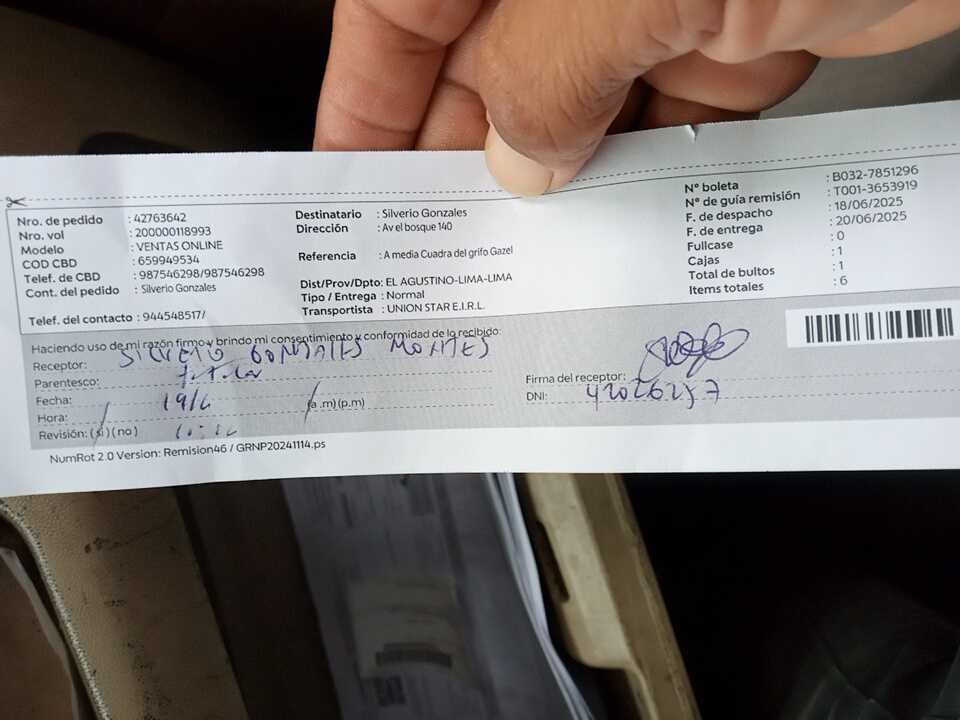 Nro. de pedido : 42763642
Nro. vol : 200000118993
Modelo : VENTAS ONLINE
COD CBD : 659949534
Telef. de CBD : 987546298/987546298
Cont. del pedido : Silverio Gonzales
Telef. del contacto : 944548517/
Destinatario : Silverio Gonzales
Dirección : Av el bosque 140
Referencia : A media Cuadra del grifo Gazel
Dist/Prov/Dpto: EL AGUSTINO-LIMA-LIMA
Tipo / Entrega : Normal
Transportista : UNION STAR E.I.R.L.
N° boleta : B032-7851296
N° de guía remisión : T001-3653919
F. de despacho : 18/06/2025
F. de entrega : 20/06/2025
Fullcase : 0
Cajas : 1
Total de bultos : 1
Items totales : 6
Haciendo uso de mi razón firmo y brindo mi consentimiento y conformidad de lo recibido:
Receptor:
Parentesco:
Fecha: 19/6
Hora: (a.m)(p.m)
Revisión: (si)(no)
Firma del receptor:
DNI:
NumRot 2.0 Version: Remision46 / GRNP20241114.ps